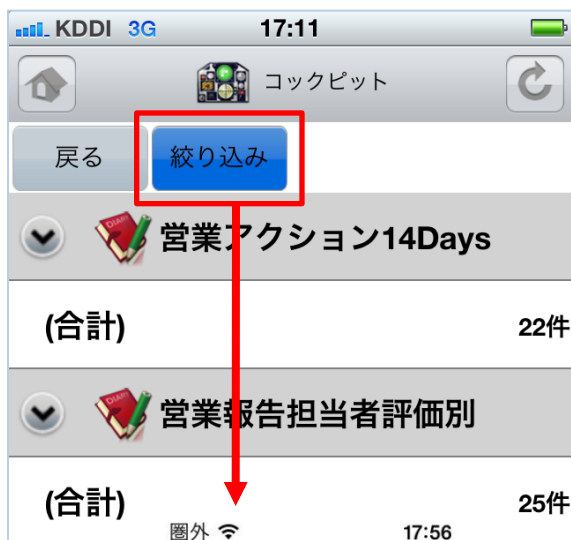 KDDI 3G 17:11
コックピット
戻る 絞り込み
営業アクション14Days
(合計) 22件
営業報告担当者評価別
(合計) 25件
圏外 17:56